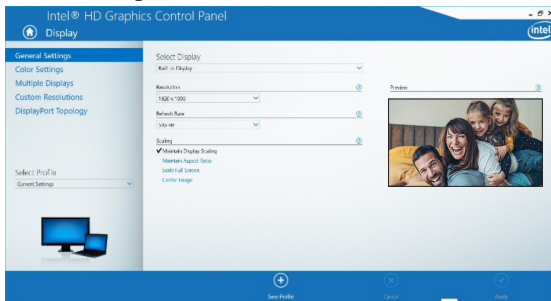 Intel® HD Graphics Control Panel
Display
intel
General Settings
Color Settings
Multiple Displays
Custom Resolutions
DisplayPort Topology
Select Profile
Current Settings
Select Display
Built in Display
Resolution
Refresh Rate
Scaling
Maintain Display Scaling
Maintain Aspect Ratio
Scale Full Screen
Center Image
Preview
Save Profile
Cancel
Apply